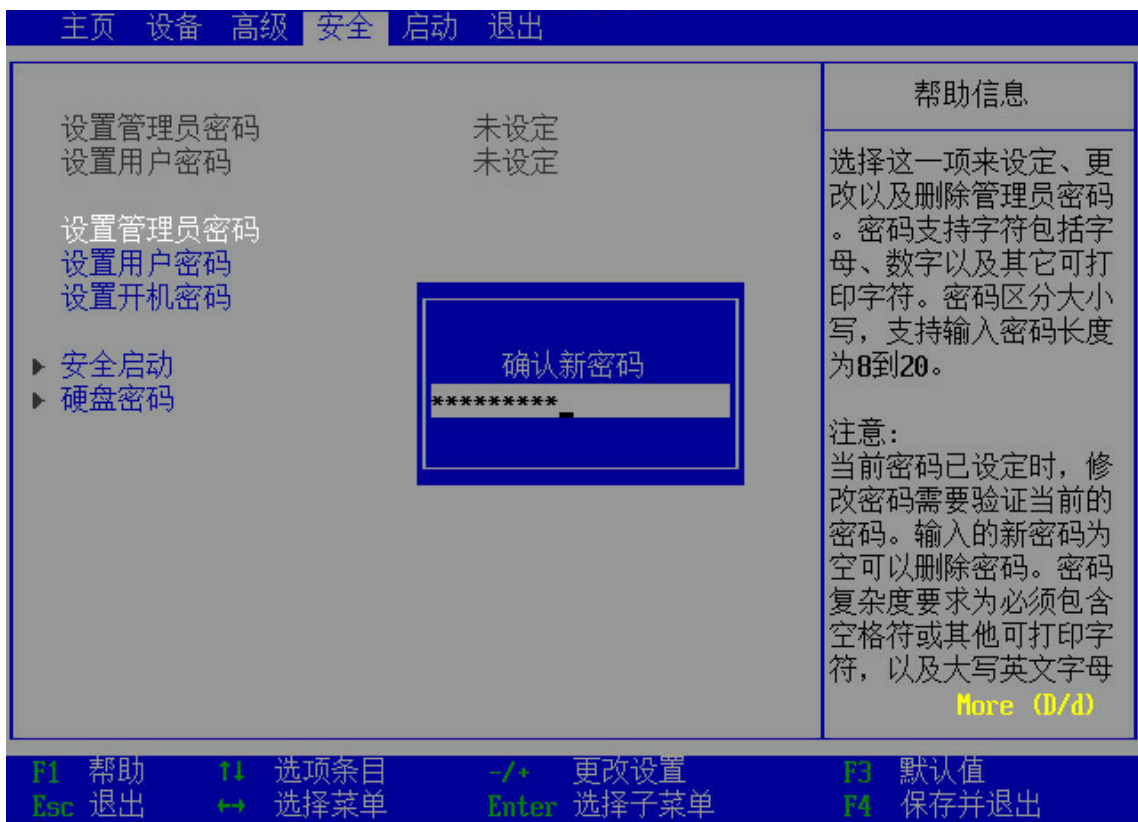 主页 设备 高级 安全 启动 退出
设置管理员密码 未设定
设置用户密码 未设定
设置管理员密码
设置用户密码
设置开机密码
安全启动
硬盘密码
确认新密码
*********_
帮助信息
选择这一项来设定、更
改以及删除管理员密码
。密码支持字符包括字
母、数字以及其它可打
印字符。密码区分大小
写，支持输入密码长度
为8到20。
注意:
当前密码已设定时，修
改密码需要验证当前的
密码。输入的新密码为
空可以删除密码。密码
复杂度要求为必须包含
空格符或其他可打印字
符，以及大写英文字母
More (D/d)
F1 帮助 ↑↓ 选项条目 -/+ 更改设置 F3 默认值
Esc 退出 ←→ 选择菜单 Enter 选择子菜单 F4 保存并退出